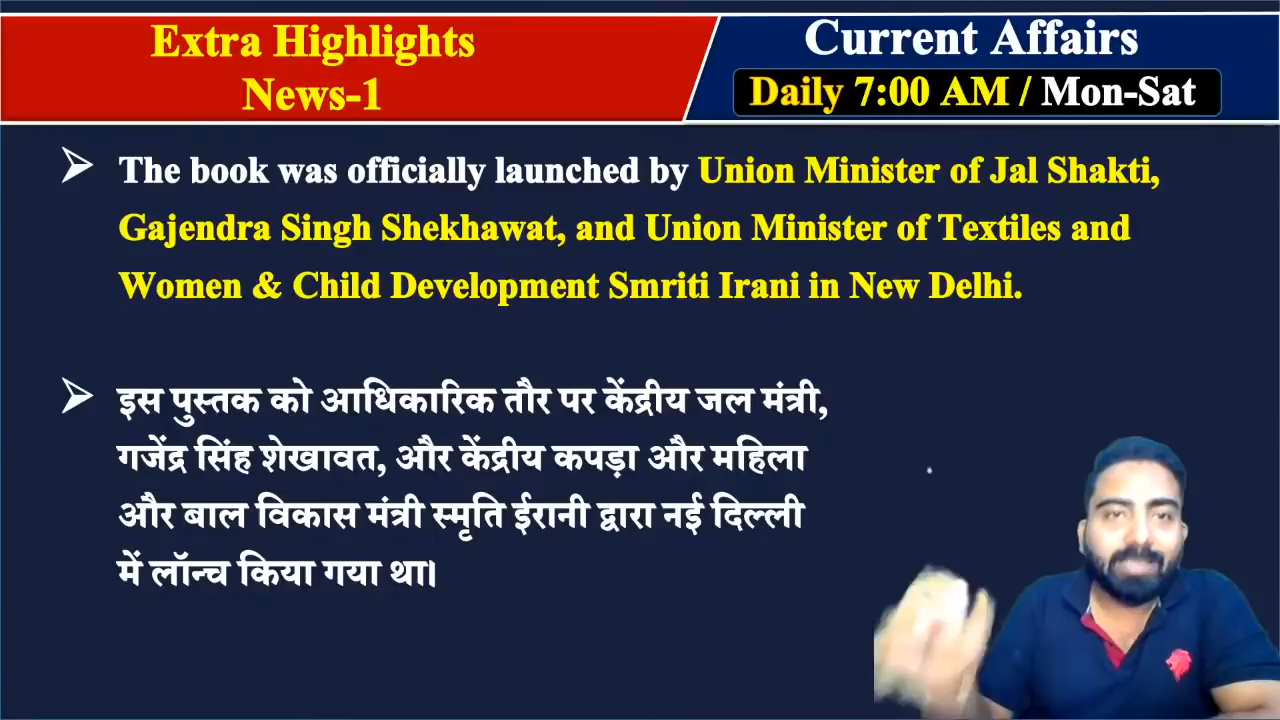 Extra Highlights
News-1
Current Affairs
Daily 7:00 AM / Mon-Sat
The book was officially launched by Union Minister of Jal Shakti,
Gajendra Singh Shekhawat, and Union Minister of Textiles and
Women & Child Development Smriti Irani in New Delhi.
इस पुस्तक को आधिकारिक तौर पर केंद्रीय जल मंत्री,
गजेंद्र सिंह शेखावत, और केंद्रीय कपड़ा और महिला
और बाल विकास मंत्री स्मृति ईरानी द्वारा नई दिल्ली
में लॉन्च किया गया था।